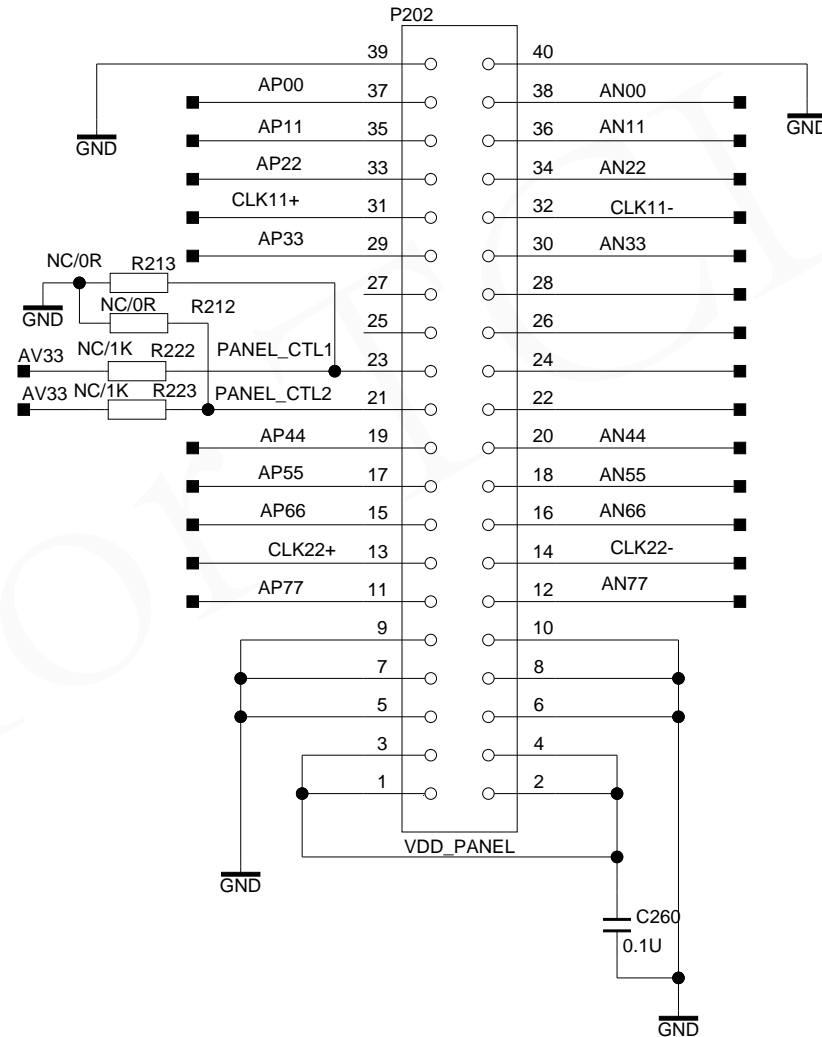 P202
39 40
GND GND
AP00 37 38 AN00
AP11 35 36 AN11
AP22 33 34 AN22
CLK11+ 31 32 CLK11-
AP33 29 30 AN33
NC/0R R213 27 28
GND NC/0R R212 25 26
AV33 NC/1K R222 PANEL_CTL1 23 24
AV33 NC/1K R223 PANEL_CTL2 21 22
AP44 19 20 AN44
AP55 17 18 AN55
AP66 15 16 AN66
CLK22+ 13 14 CLK22-
AP77 11 12 AN77
9 10
7 8
5 6
3 4
1 2
VDD_PANEL
GND
C260
0.1U
GND
or TCL